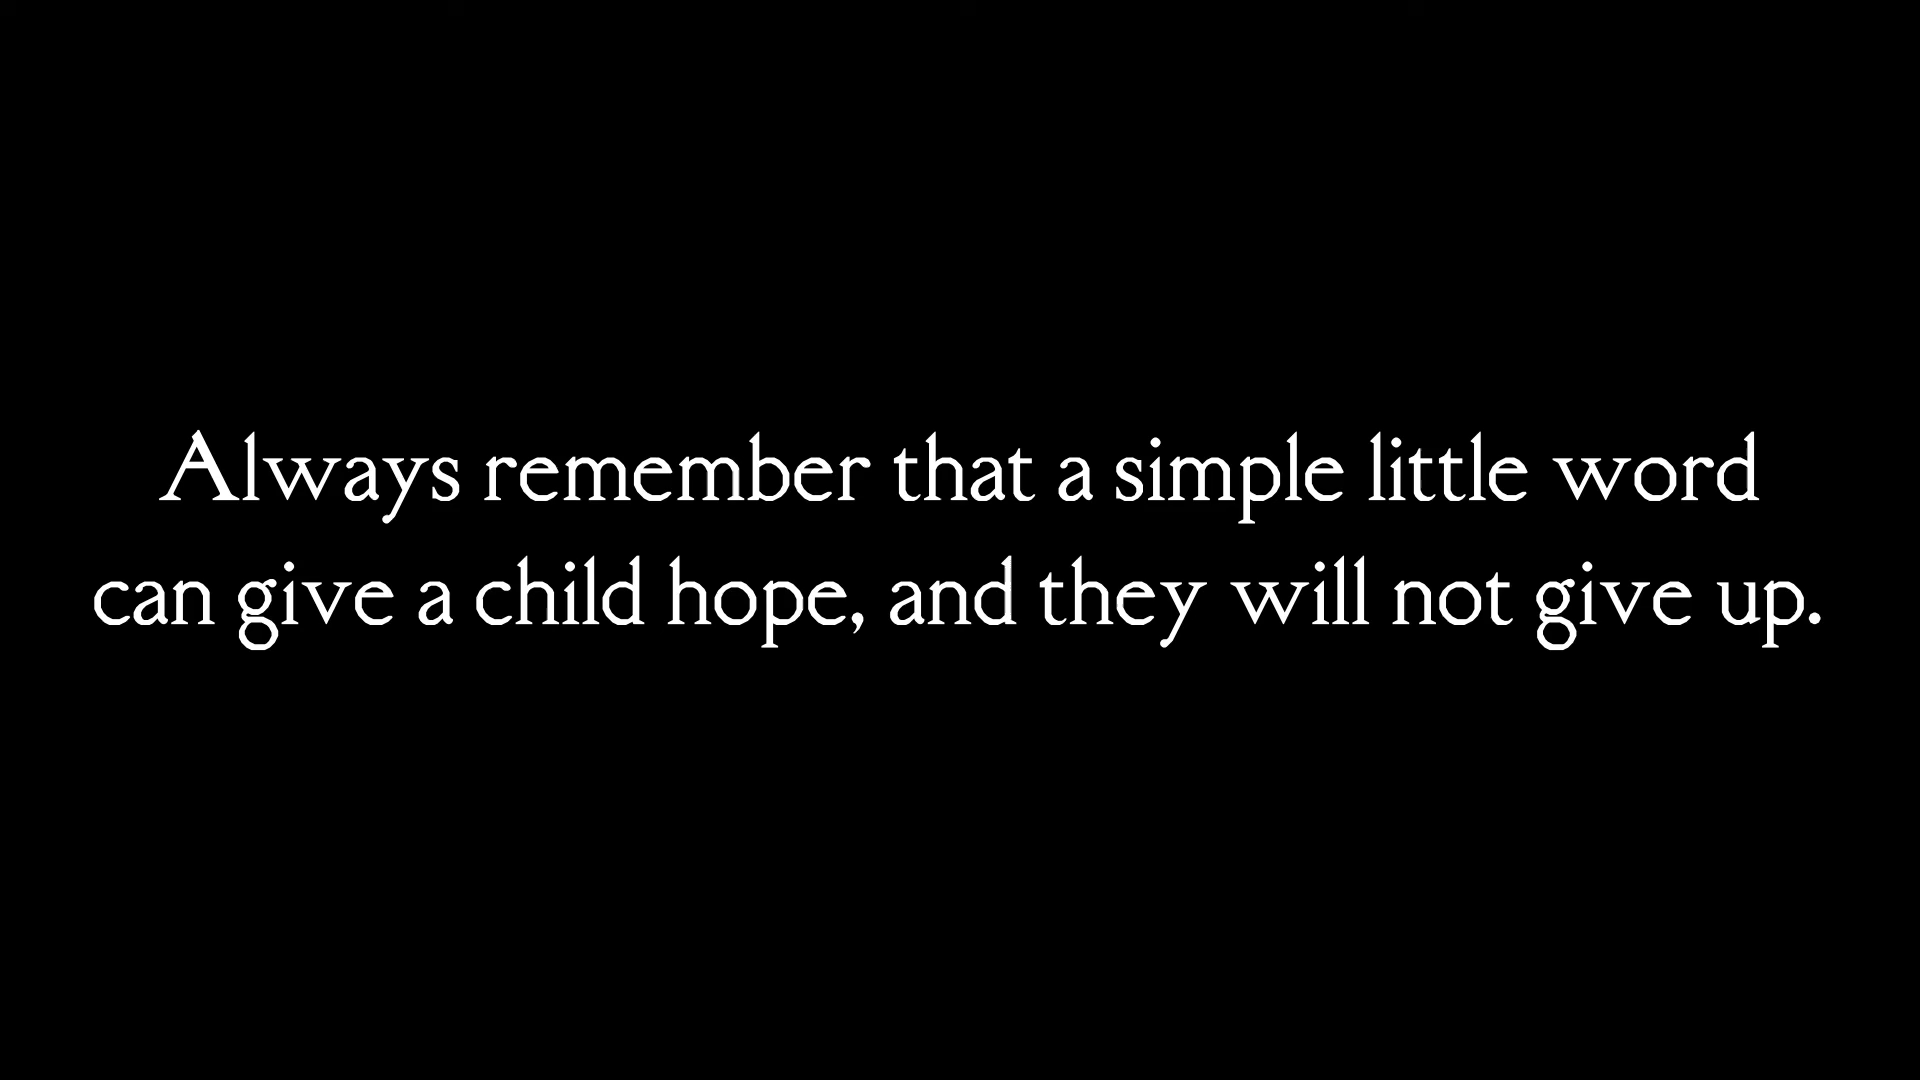 Always remember that a simple little word
can give a child hope, and they will not give up.